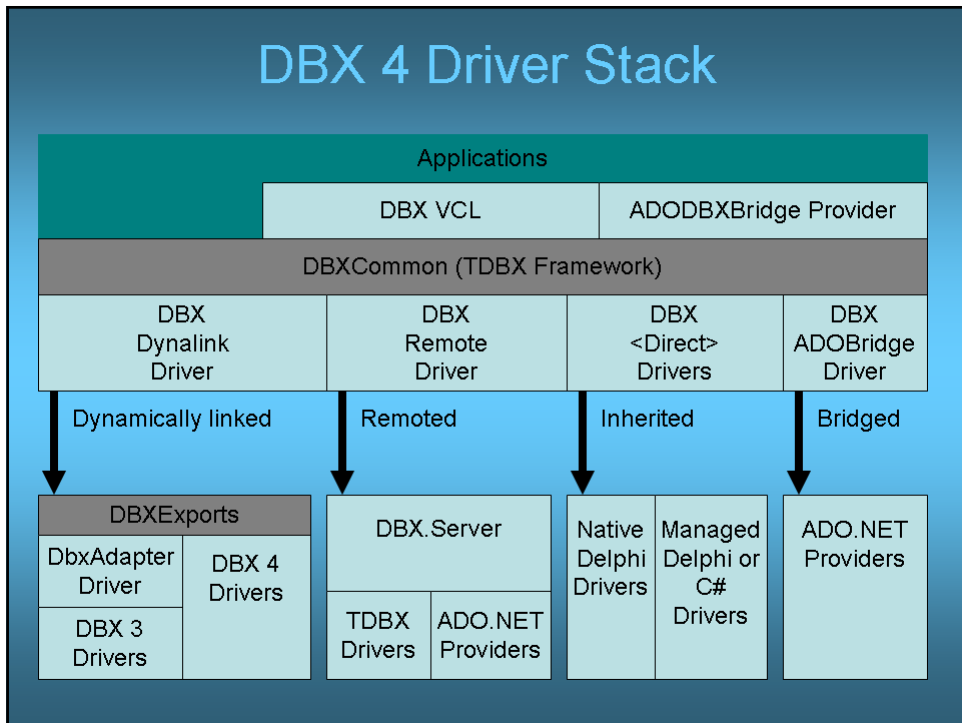 DBX 4 Driver Stack
Applications
DBX VCL
ADODBXBridge Provider
DBXCommon (TDBX Framework)
DBX
Dynalink
Driver
DBX
Remote
Driver
DBX
<Direct>
Drivers
DBX
ADOBridge
Driver
Dynamically linked
Remoted
Inherited
Bridged
DBXExports
DbxAdapter
Driver
DBX 3
Drivers
DBX 4
Drivers
DBX.Server
TDBX
Drivers
ADO.NET
Providers
Native
Delphi
Drivers
Managed
Delphi or
C#
Drivers
ADO.NET
Providers